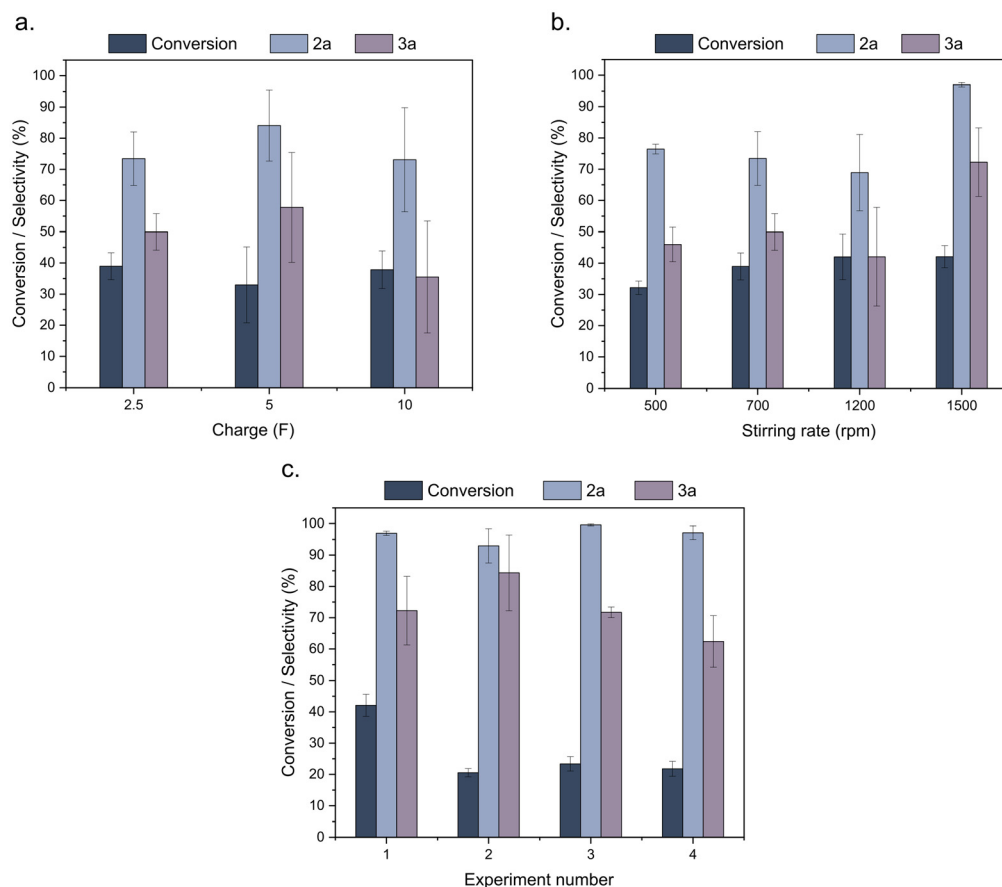 a.
Conversion 2a 3a
Conversion / Selectivity (%)
100
90
80
70
60
50
40
30
20
10
0
2.5 5 10
Charge (F)
b.
Conversion 2a 3a
Conversion / Selectivity (%)
100
90
80
70
60
50
40
30
20
10
0
500 700 1200 1500
Stirring rate (rpm)
c.
Conversion 2a 3a
Conversion / Selectivity (%)
100
90
80
70
60
50
40
30
20
10
0
1 2 3 4
Experiment number